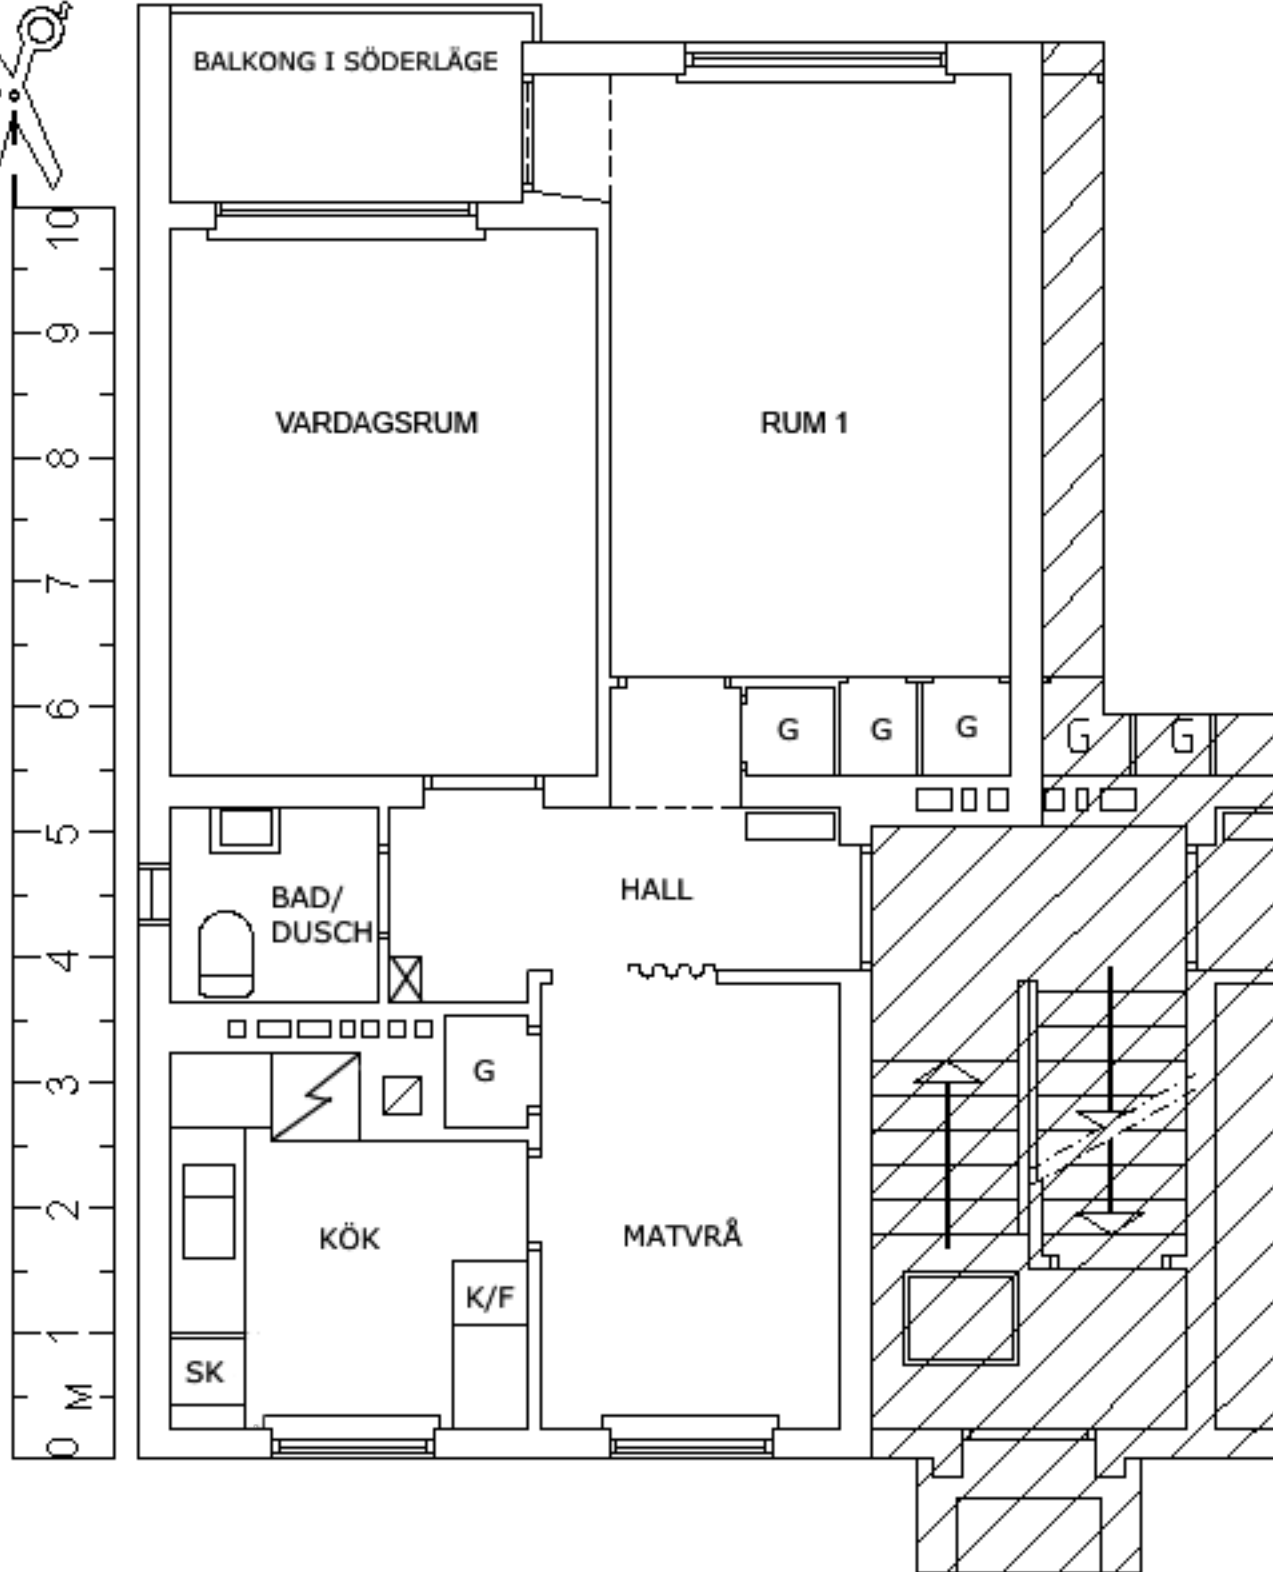 BALKONG I SÖDERLÄGE
10
9
8
7
6
5
4
3
2
1
M
0
VARDAGSRUM
RUM 1
G
G
G
G
G
HALL
BAD/
DUSCH
G
KÖK
MATVRÅ
K/F
SK